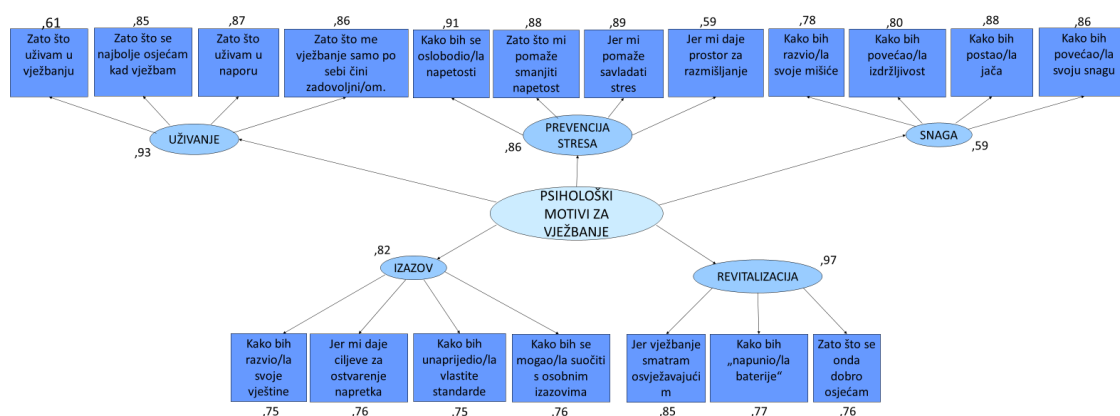 ,61
,85
,87
,86
,91
,88
,89
,59
,78
,80
,88
,86
Zato što
uživam u
vježbanju
Zato što se
najbolje osjećam
kad vježbam
Zato što
uživam u
naporu
Zato što me
vježbanje samo po
sebi čini
zadovoljni/om.
Kako bih se
oslobodio/la
napetosti
Zato što mi
pomaže
smanjiti
napetost
Jer mi
pomaže
savladati
stres
Jer mi daje
prostor za
razmišljanje
Kako bih
razvio/la
svoje mišiće
Kako bih
povećao/la
izdržljivost
Kako bih
postao/la
jača
Kako bih
povećao/la
svoju snagu
UŽIVANJE
,93
PREVENCIJA
STRESA
,86
SNAGA
,59
PSIHOLOŠKI
MOTIVI ZA
VJEŽBANJE
,82
IZAZOV
REVITALIZACIJA
,97
Kako bih
razvio/la
svoje
vještine
Jer mi daje
ciljeve za
ostvarenje
napretka
Kako bih
unaprijedio/la
vlastite
standarde
Kako bih se
mogao/la suočiti
s osobnim
izazovima
Jer vježbanje
smatram
osvježavajući
m
Kako bih
„napunio/la
baterije“
Zato što se
onda
dobro
osjećam
,75
,76
,75
,76
,85
,77
,76